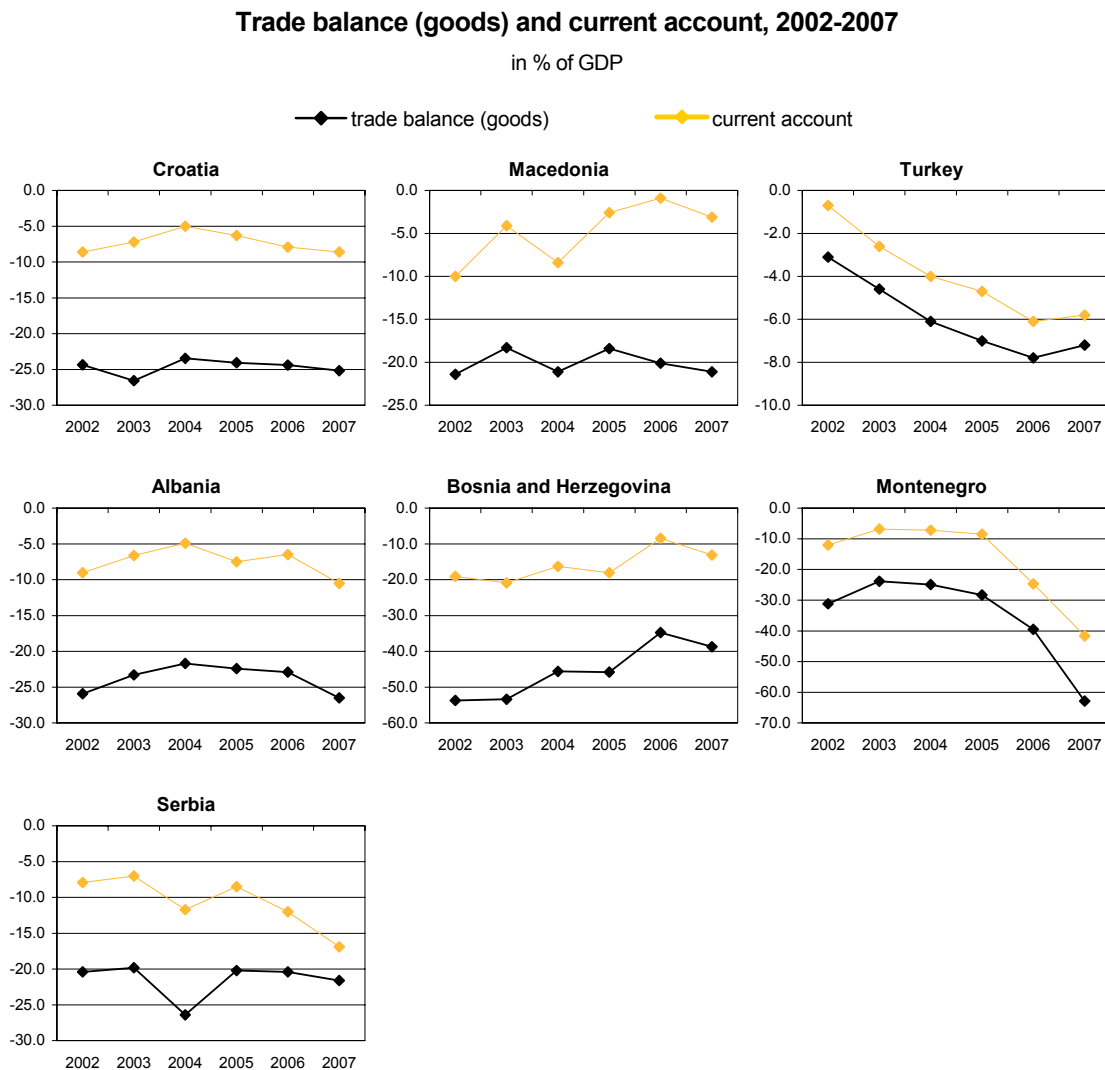 Trade balance (goods) and current account, 2002-2007
in % of GDP
trade balance (goods) current account
Croatia
0.0
-5.0
-10.0
-15.0
-20.0
-25.0
-30.0
2002 2003 2004 2005 2006 2007
Macedonia
0.0
-5.0
-10.0
-15.0
-20.0
-25.0
2002 2003 2004 2005 2006 2007
Turkey
0.0
-2.0
-4.0
-6.0
-8.0
-10.0
2002 2003 2004 2005 2006 2007
Albania
0.0
-5.0
-10.0
-15.0
-20.0
-25.0
-30.0
2002 2003 2004 2005 2006 2007
Bosnia and Herzegovina
0.0
-10.0
-20.0
-30.0
-40.0
-50.0
-60.0
2002 2003 2004 2005 2006 2007
Montenegro
0.0
-10.0
-20.0
-30.0
-40.0
-50.0
-60.0
-70.0
2002 2003 2004 2005 2006 2007
Serbia
0.0
-5.0
-10.0
-15.0
-20.0
-25.0
-30.0
2002 2003 2004 2005 2006 2007